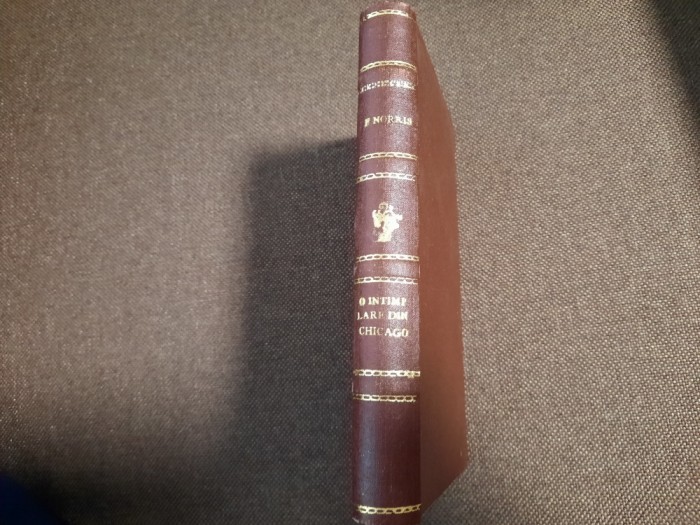 F NORRIS
O INTIMP
LARE DIN
CHICAGO